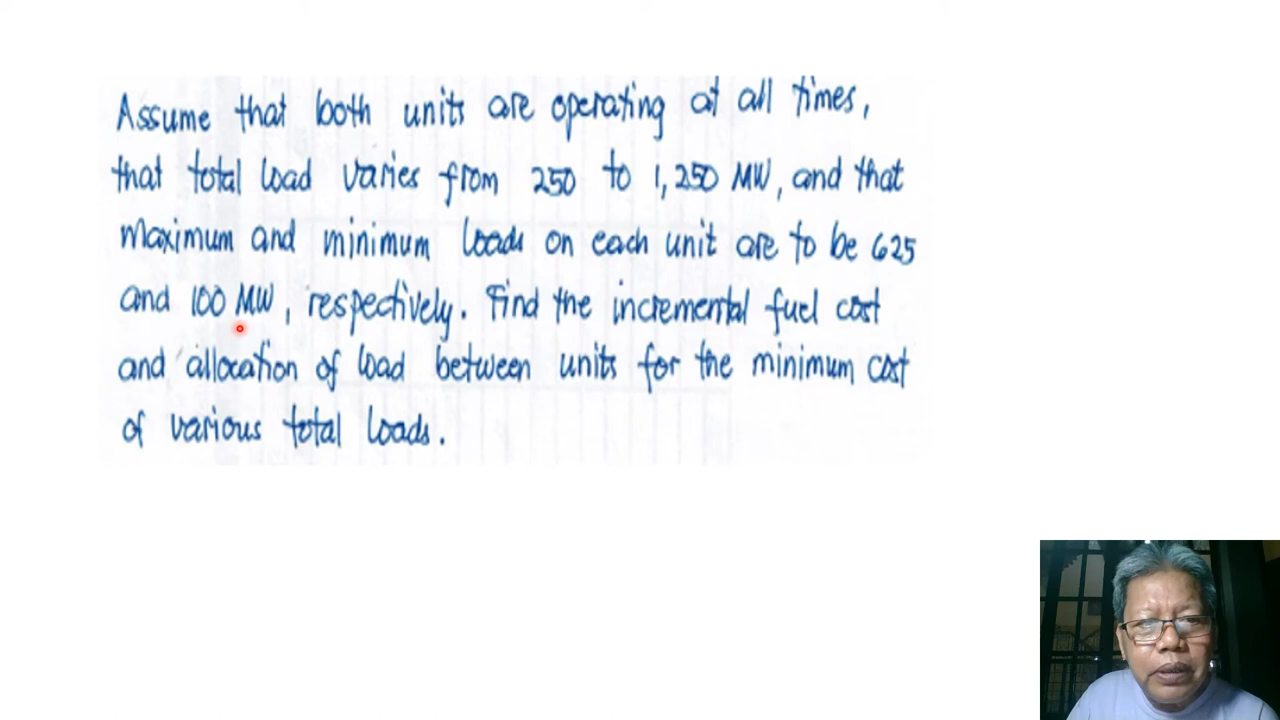 Assume that both units are operating at all times,
that total load varies from 250 to 1,250 MW, and that
maximum and minimum loads on each unit are to be 625
and 100 MW, respectively. Find the incremental fuel cost
and allocation of load between units for the minimum cost
of various total loads.